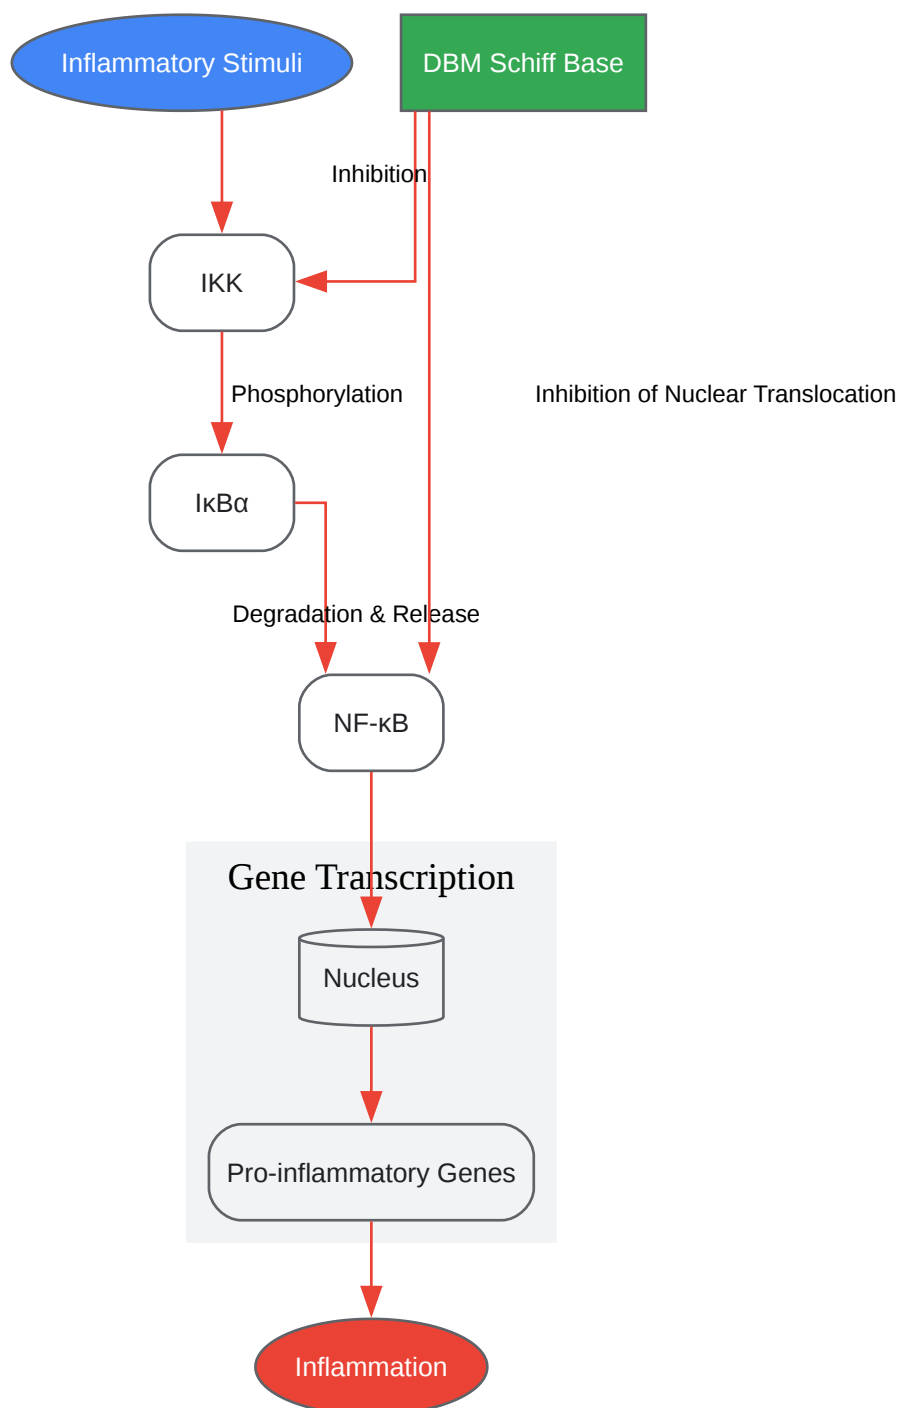 Inflammatory Stimuli
DBM Schiff Base
Inhibition
IKK
Phosphorylation
Inhibition of Nuclear Translocation
IκBα
Degradation & Release
NF-κB
Gene Transcription
Nucleus
Pro-inflammatory Genes
Inflammation